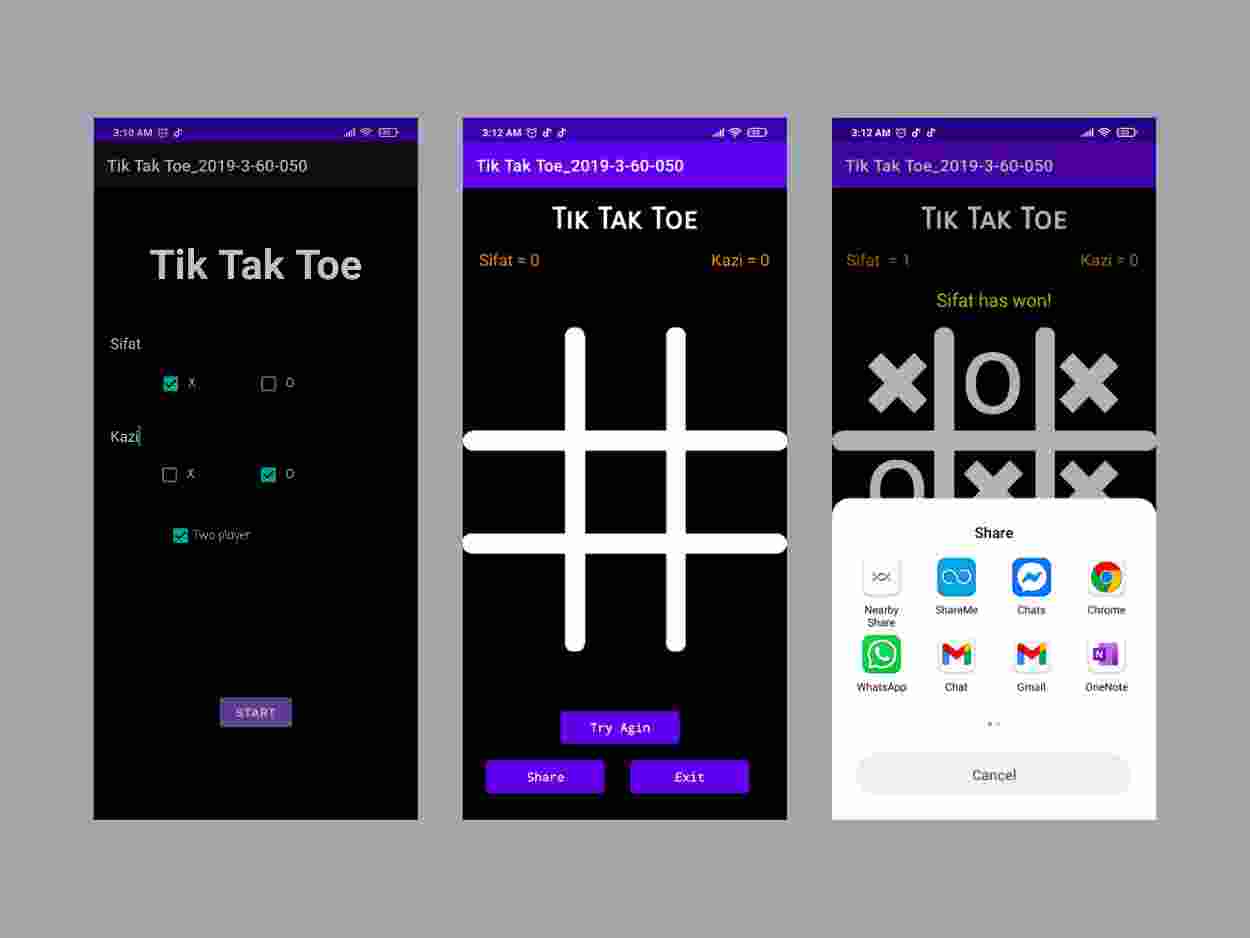 3:10 AM
Tik Tak Toe_2019-3-60-050
Tik Tak Toe
Sifat
X O
Kazi
X O
Two player
START
3:12 AM
Tik Tak Toe_2019-3-60-050
Tik Tak Toe
Sifat = 0 Kazi = 0
Try Agin
Share Exit
3:12 AM
Tik Tak Toe_2019-3-60-050
Tik Tak Toe
Sifat = 1 Kazi = 0
Sifat has won!
X O X
O X X
Share
Nearby Share ShareMe Chats Chrome
WhatsApp Chat Gmail OneNote
Cancel